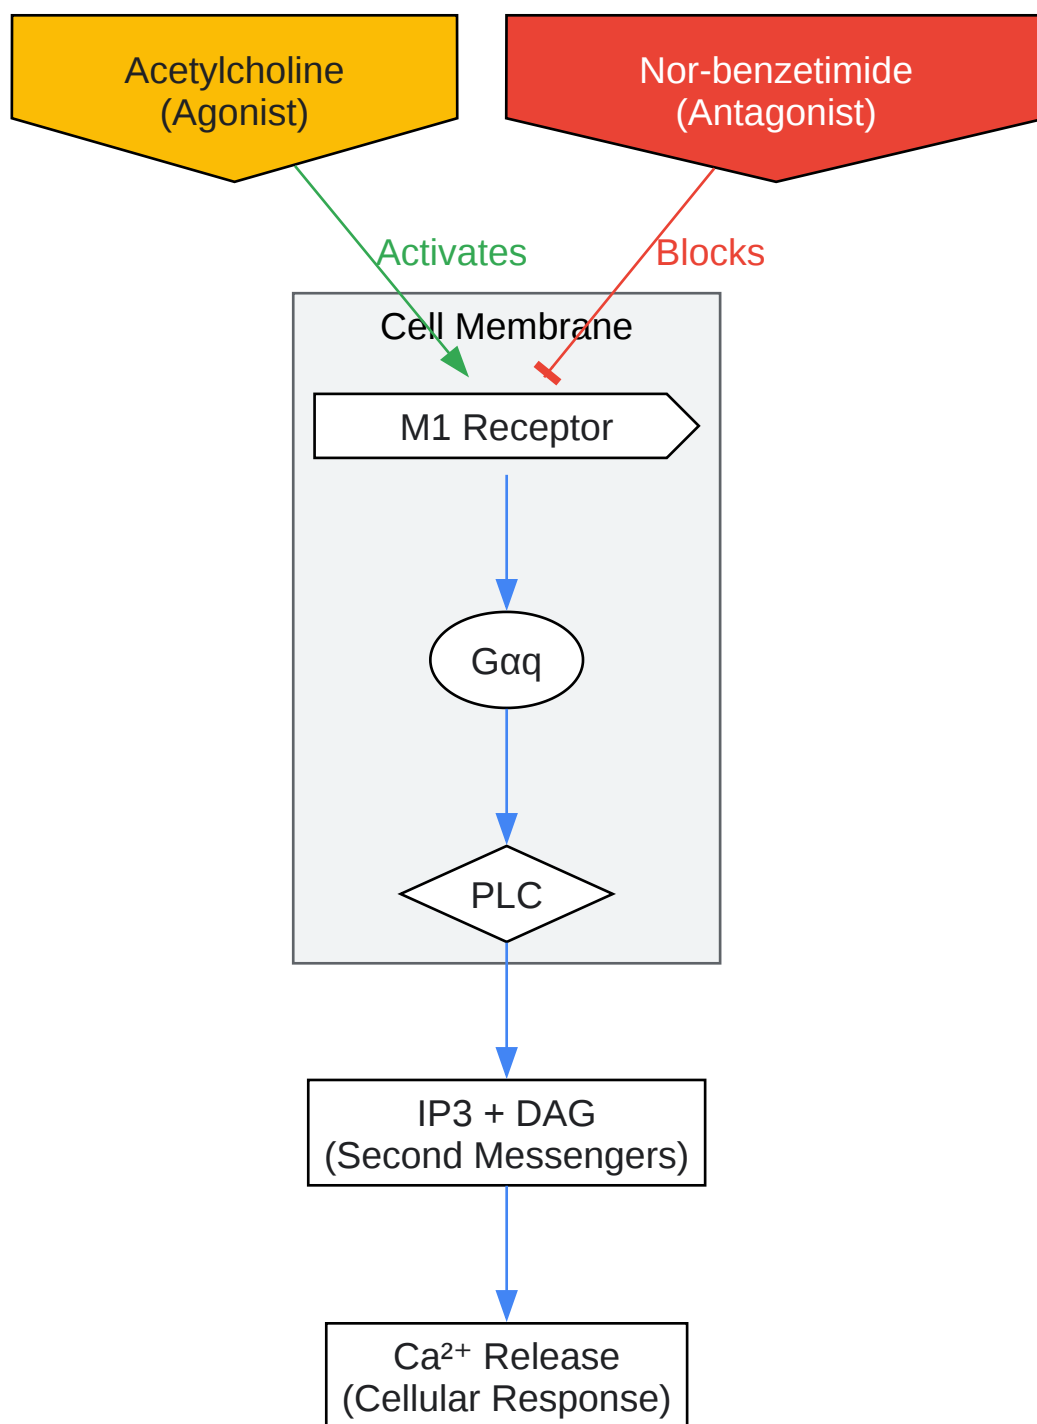 Acetylcholine
(Agonist)
Nor-benzetimide
(Antagonist)
Activates
Blocks
Cell Membrane
M1 Receptor
Gαq
PLC
IP3 + DAG
(Second Messengers)
Ca²⁺ Release
(Cellular Response)